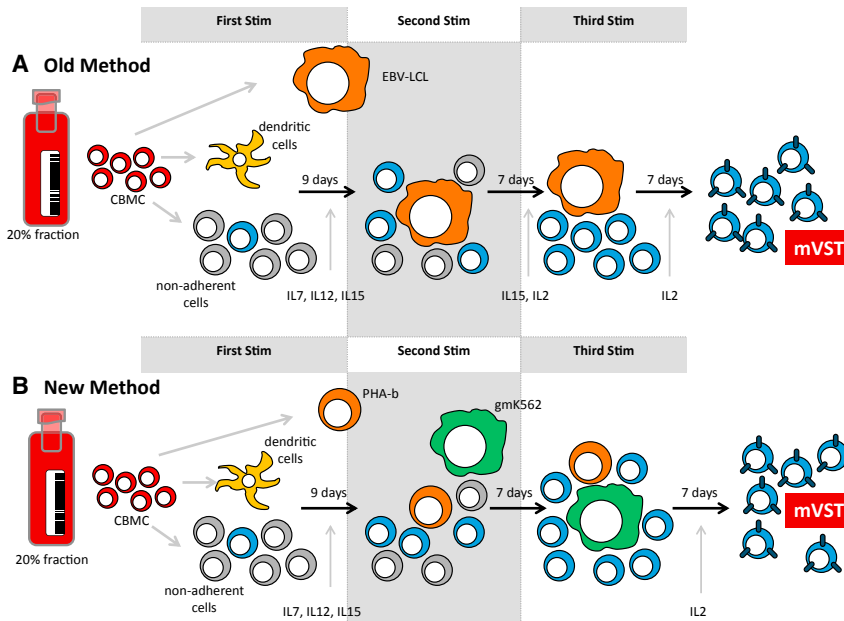 First Stim
Second Stim
Third Stim
A Old Method
EBV-LCL
dendritic
cells
CBMC
20% fraction
non-adherent
cells
9 days
7 days
7 days
IL7, IL12, IL15
IL15, IL2
IL2
mVST
First Stim
Second Stim
Third Stim
B New Method
PHA-b
gmK562
dendritic
cells
CBMC
20% fraction
non-adherent
cells
9 days
7 days
7 days
IL7, IL12, IL15
IL2
mVST